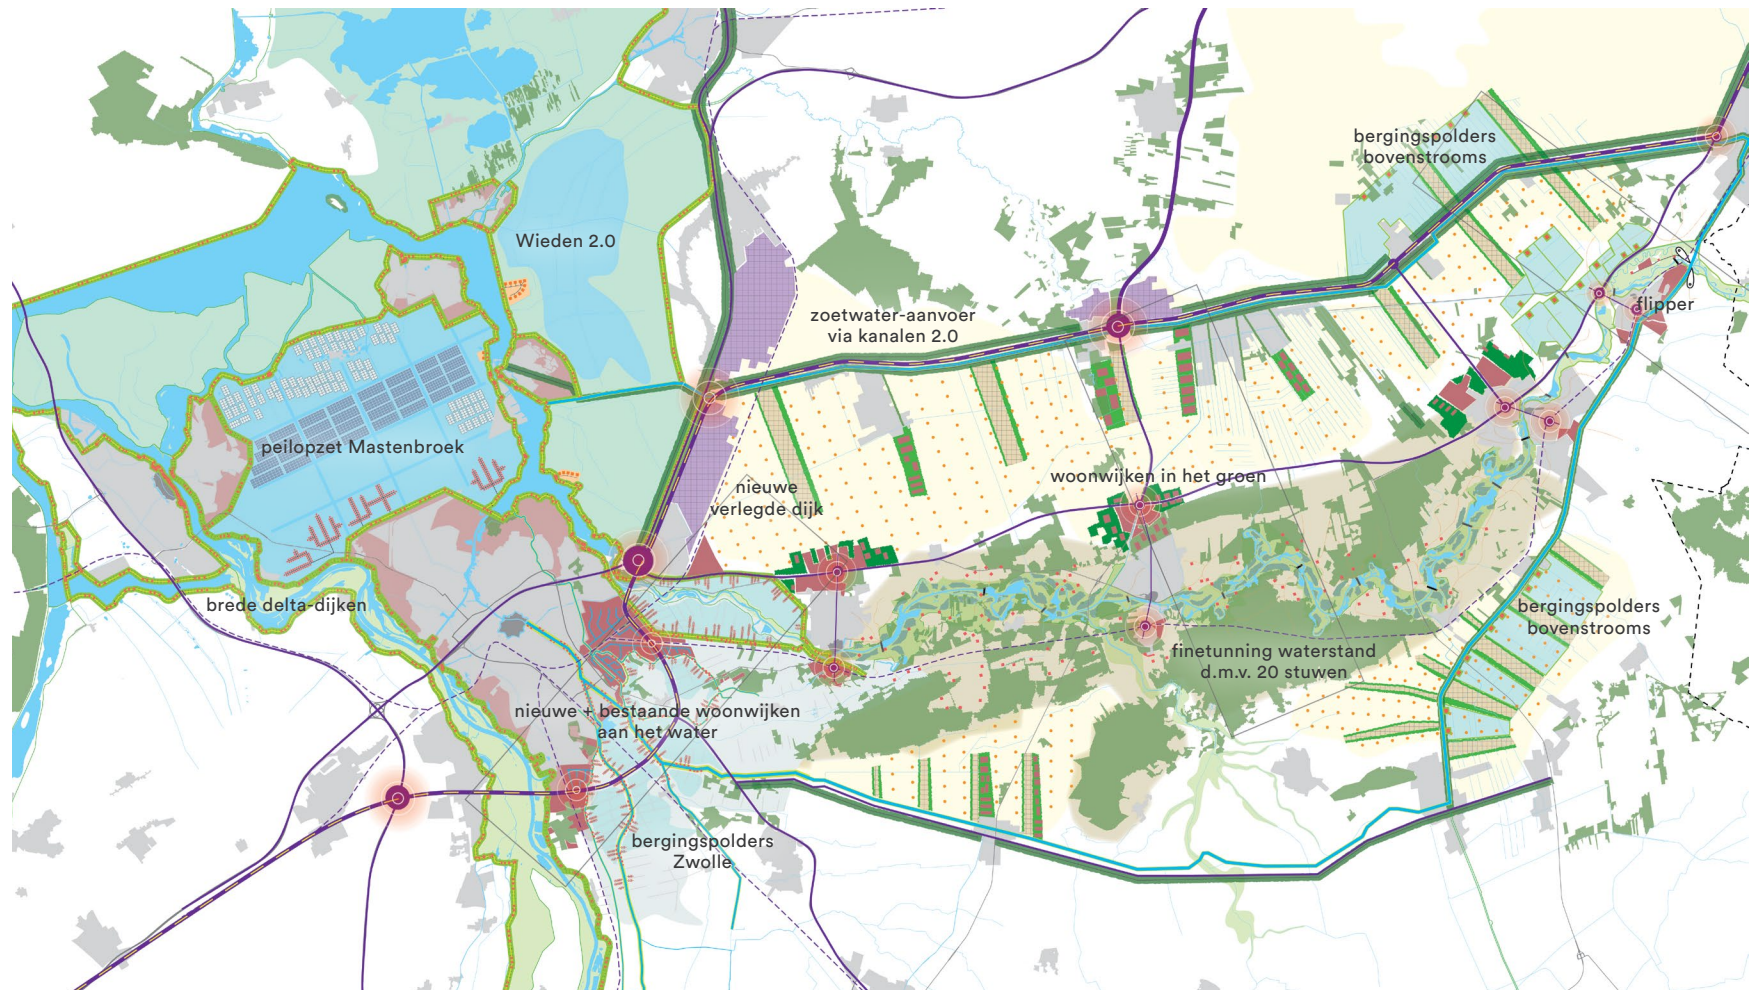 bergingspolders
bovenstrooms
Wieden 2.0
flipper
zoetwater-aanvoer
via kanalen 2.0
peilopzet Mastenbroek
woonwijken in het groen
nieuwe
verlegde dijk
brede delta-dijken
bergingspolders
bovenstrooms
finetunning waterstand
d.m.v. 20 stuwen
nieuwe + bestaande woonwijken
aan het water
bergingspolders
Zwolle